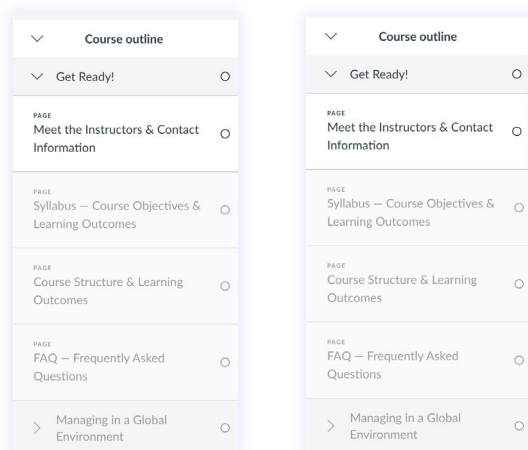 Course outline
Get Ready!
PAGE
Meet the Instructors & Contact
Information
PAGE
Syllabus — Course Objectives &
Learning Outcomes
PAGE
Course Structure & Learning
Outcomes
PAGE
FAQ — Frequently Asked
Questions
Managing in a Global
Environment
Course outline
Get Ready!
PAGE
Meet the Instructors & Contact
Information
PAGE
Syllabus — Course Objectives &
Learning Outcomes
PAGE
Course Structure & Learning
Outcomes
PAGE
FAQ — Frequently Asked
Questions
Managing in a Global
Environment